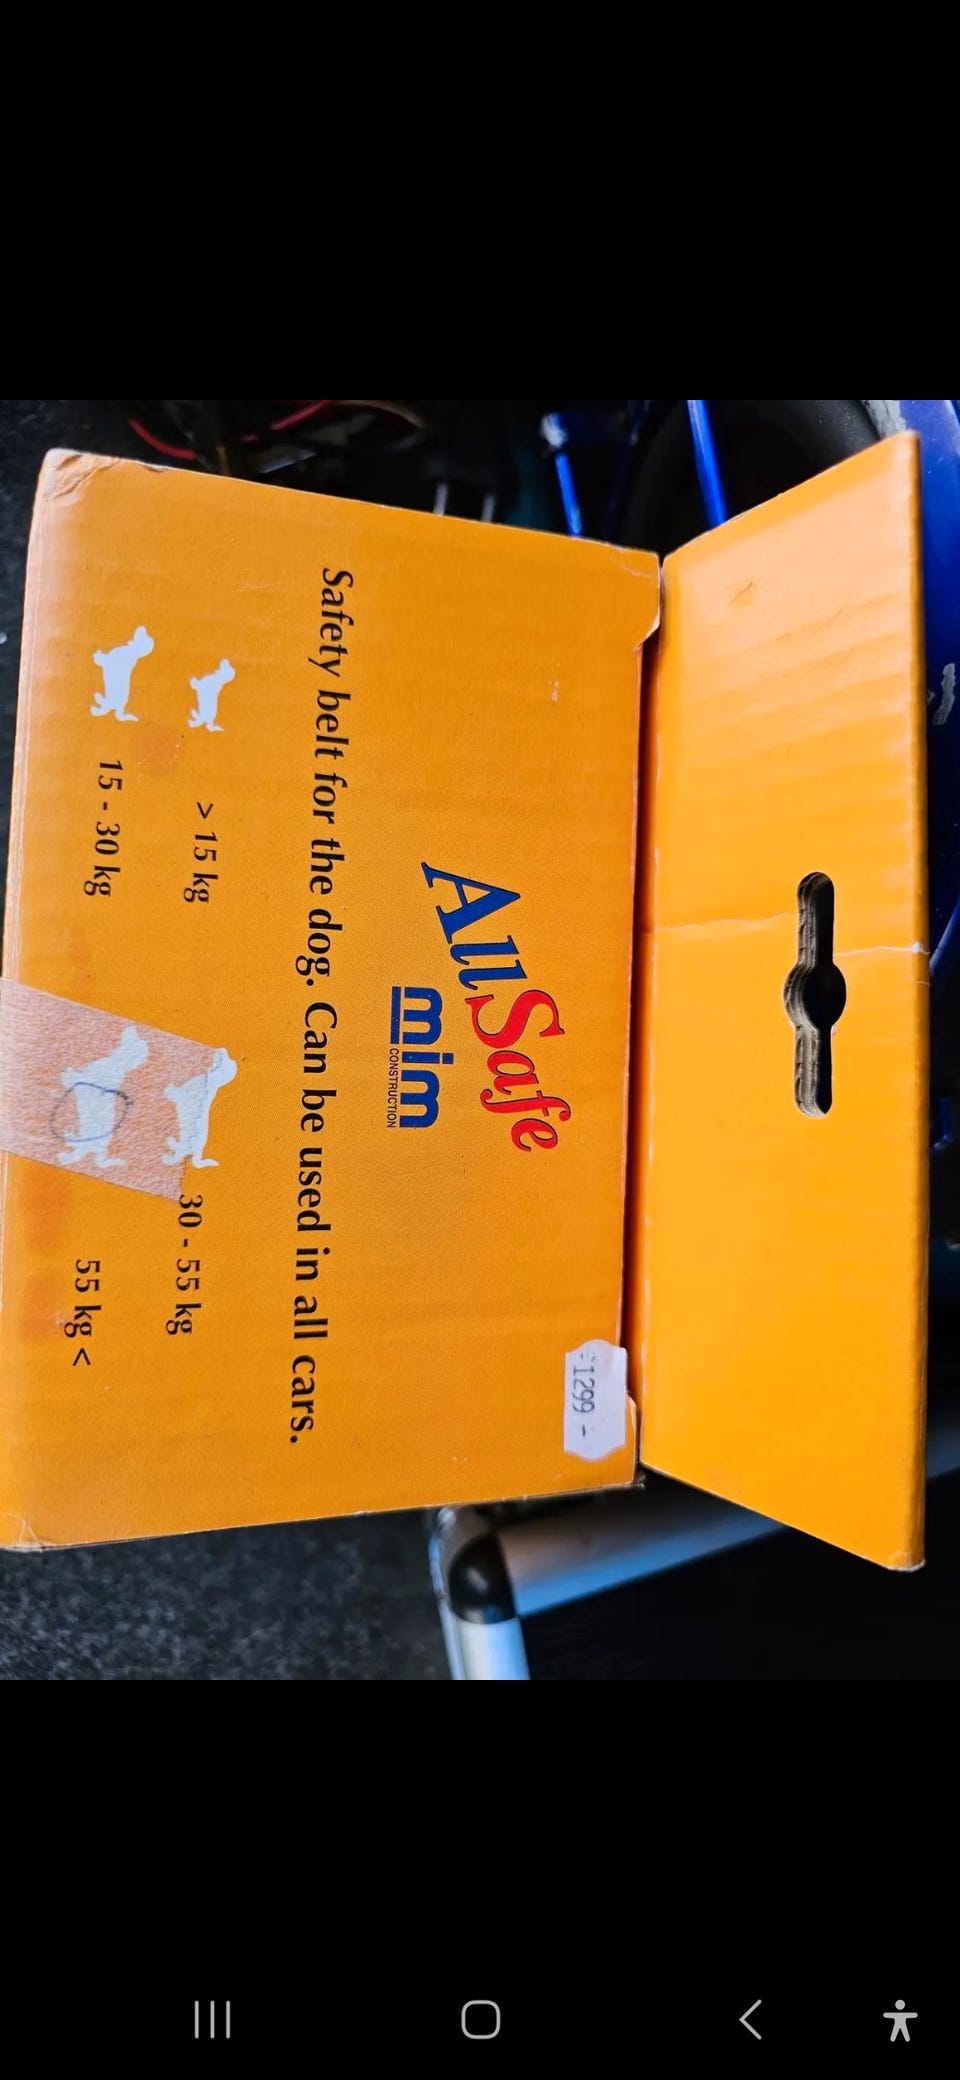 1299 -
AllSafe
mim
CONSTRUCTION
Safety belt for the dog. Can be used in all cars.
> 15 kg
30 - 55 kg
15 - 30 kg
55 kg <